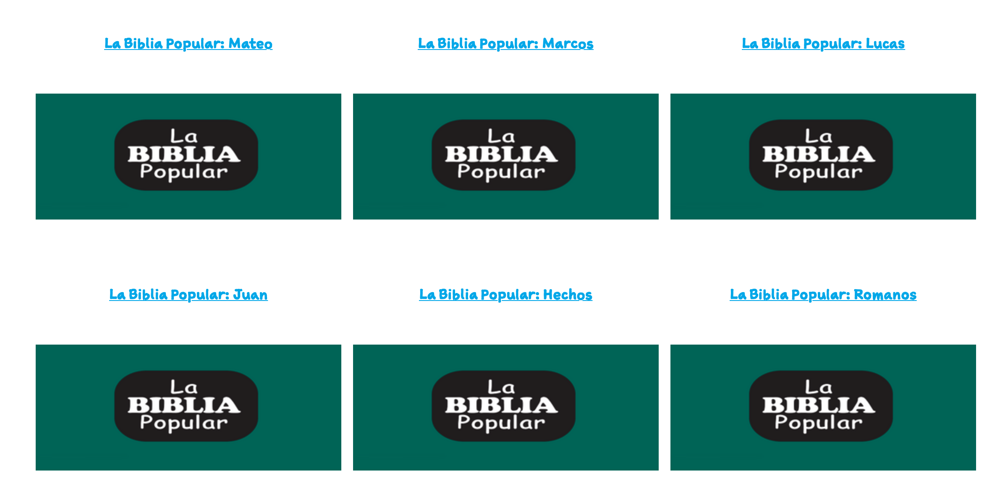 La Biblia Popular: Mateo
La Biblia Popular: Marcos
La Biblia Popular: Lucas
La
BIBLIA
Popular
La
BIBLIA
Popular
La
BIBLIA
Popular
La Biblia Popular: Juan
La Biblia Popular: Hechos
La Biblia Popular: Romanos
La
BIBLIA
Popular
La
BIBLIA
Popular
La
BIBLIA
Popular